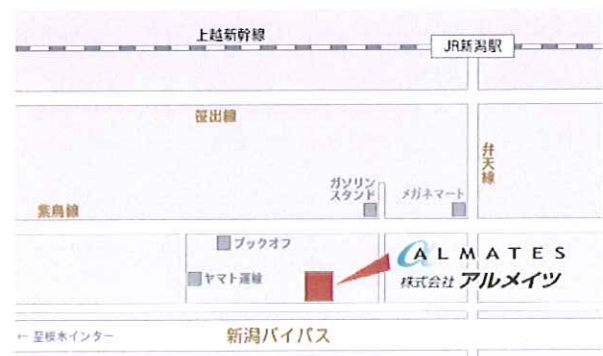 上越新幹線
JR新潟駅
笹出線
弁天線
ガソリン
スタンド
メガネマート
紫鳥線
ブックオフ
ALMATES
株式会社 アルメイツ
ヤマト運輸
← 至桜木インター
新潟バイパス